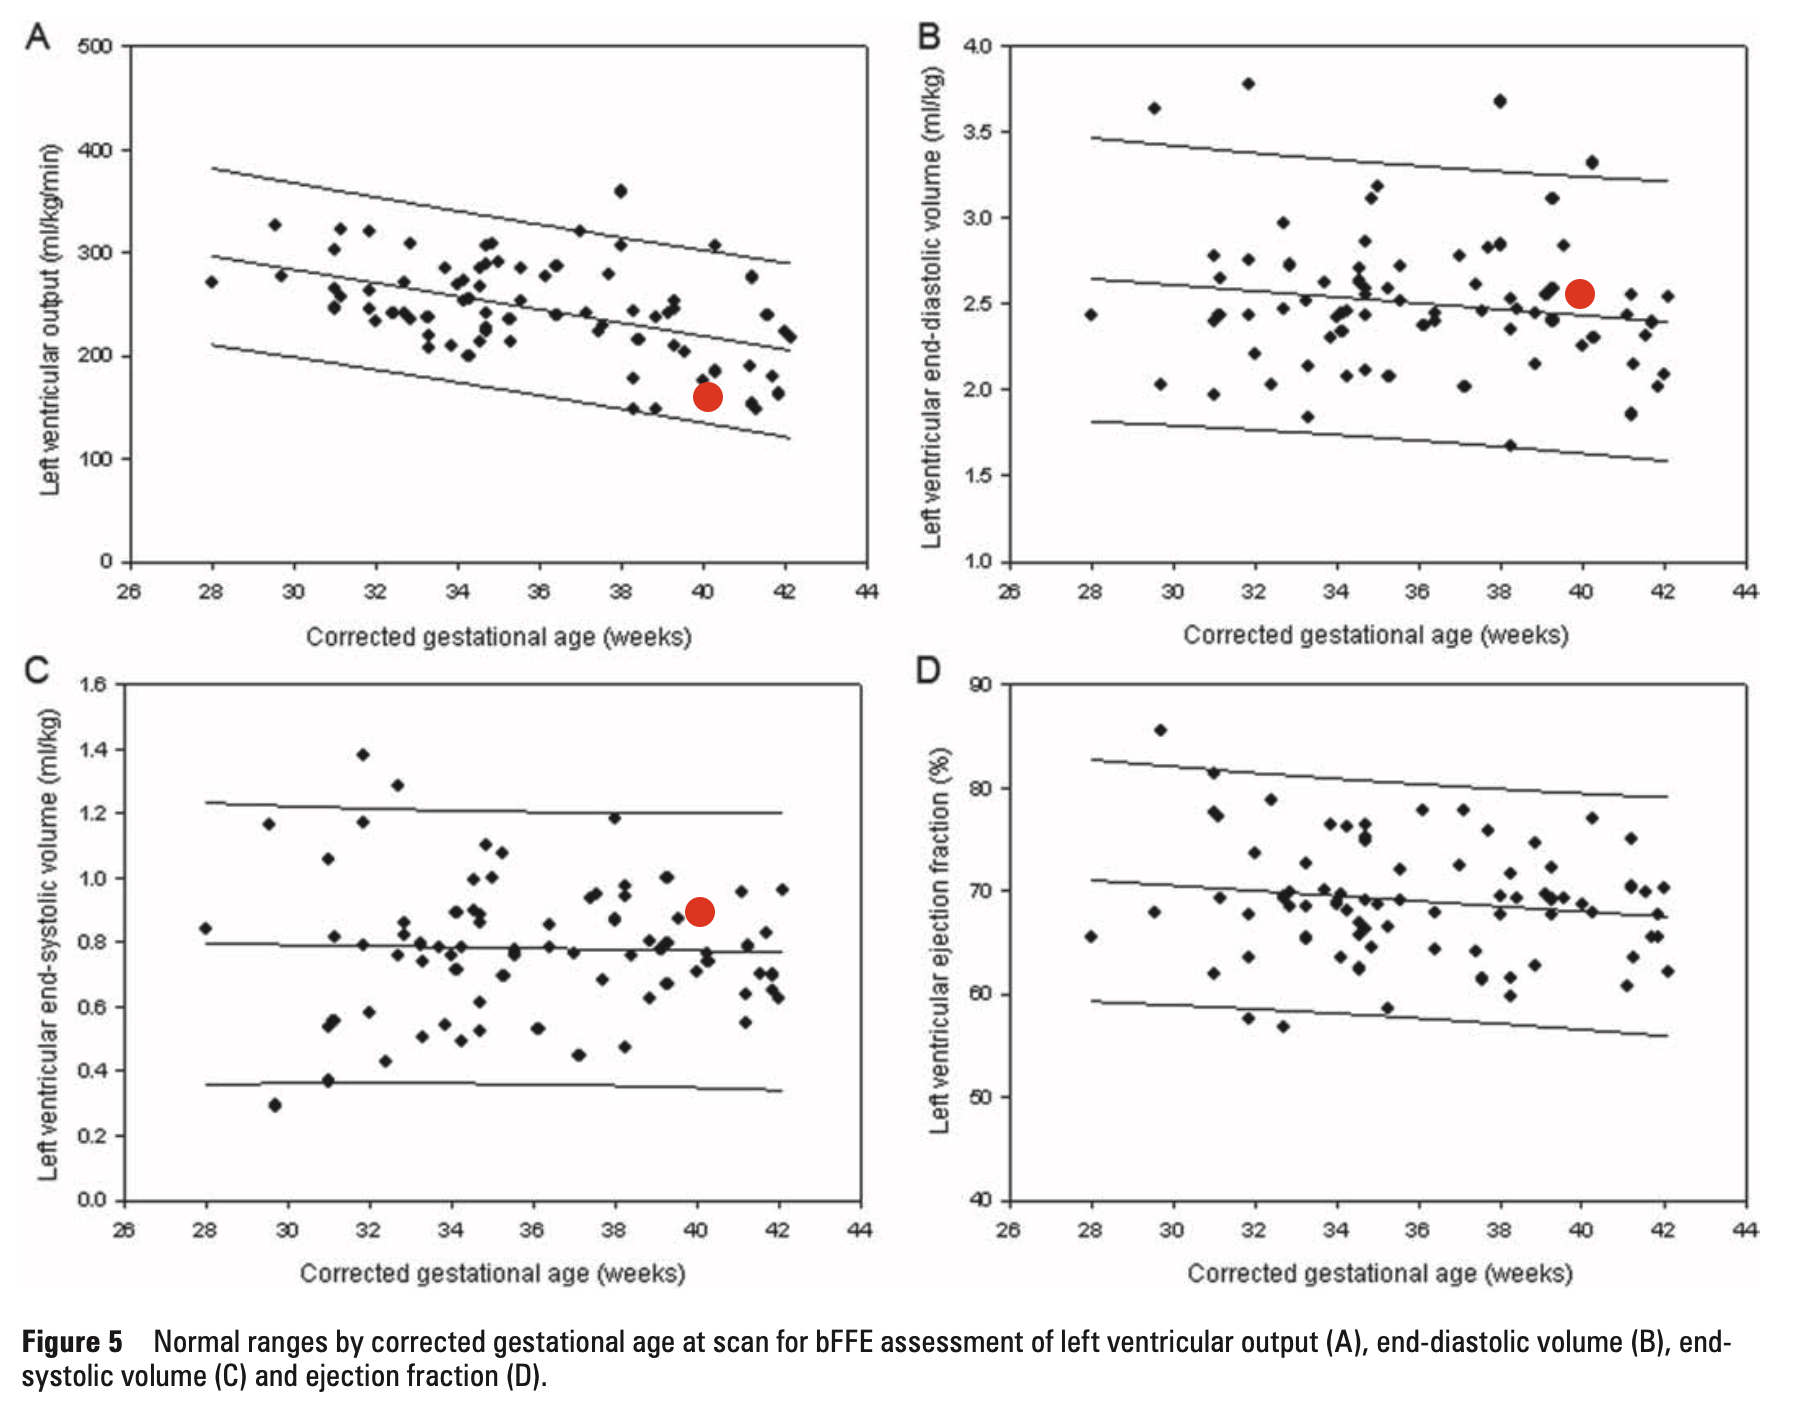 A
500
400
300
200
100
0
26 28 30 32 34 36 38 40 42 44
Left ventricular output (ml/kg/min)
Corrected gestational age (weeks)
B
4.0
3.5
3.0
2.5
2.0
1.5
1.0
26 28 30 32 34 36 38 40 42 44
Left ventricular end-diastolic volume (ml/kg)
Corrected gestational age (weeks)
C
1.6
1.4
1.2
1.0
0.8
0.6
0.4
0.2
0.0
26 28 30 32 34 36 38 40 42 44
Left ventricular end-systolic volume (ml/kg)
Corrected gestational age (weeks)
D
90
80
70
60
50
40
26 28 30 32 34 36 38 40 42 44
Left ventricular ejection fraction (%)
Corrected gestational age (weeks)
Figure 5 Normal ranges by corrected gestational age at scan for bFFE assessment of left ventricular output (A), end-diastolic volume (B), end-
systolic volume (C) and ejection fraction (D).